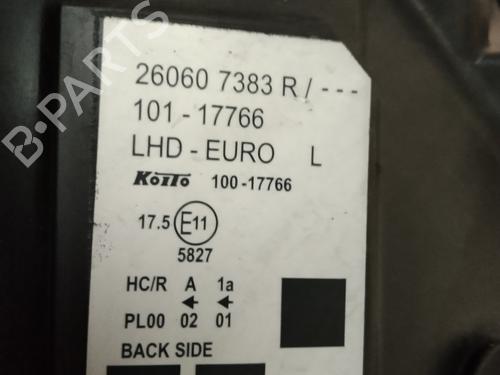 26060 7383 R / ---
101 - 17766
LHD - EURO L
KOITO 100 -17766
17.5 E11
5827
HC/R A 1a
← ←
PL00 02 01
BACK SIDE
B-Parts